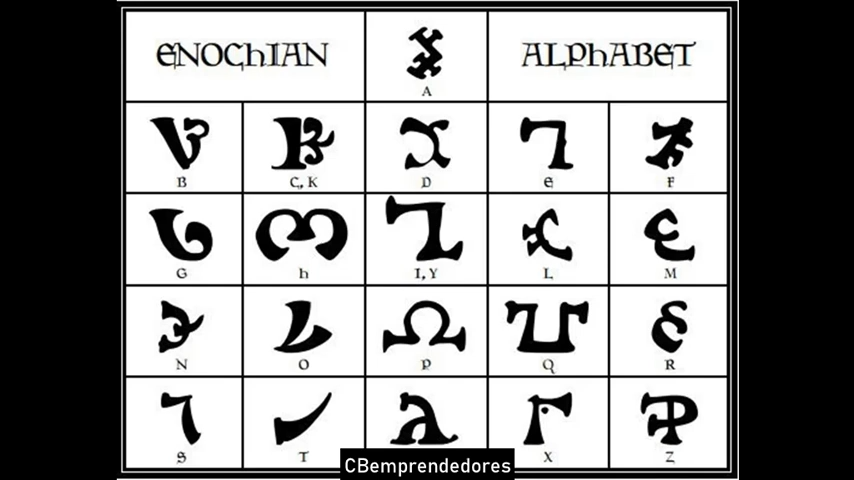 ENOCHIAN
ALPHABET
A
B
C, K
D
E
F
G
h
I, Y
L
M
N
O
P
Q
R
S
T
X
Z
CBemprendedores